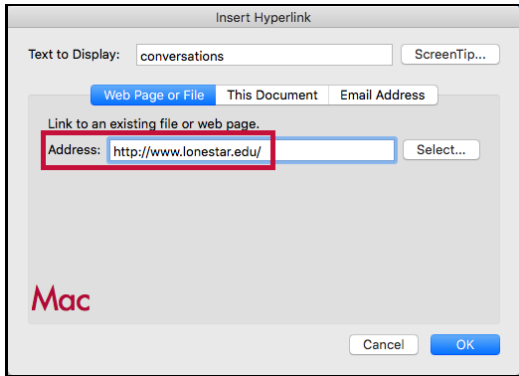 Insert Hyperlink
Text to Display: conversations ScreenTip...
Web Page or File This Document Email Address
Link to an existing file or web page.
Address: http://www.lonestar.edu/ Select...
Mac
Cancel OK